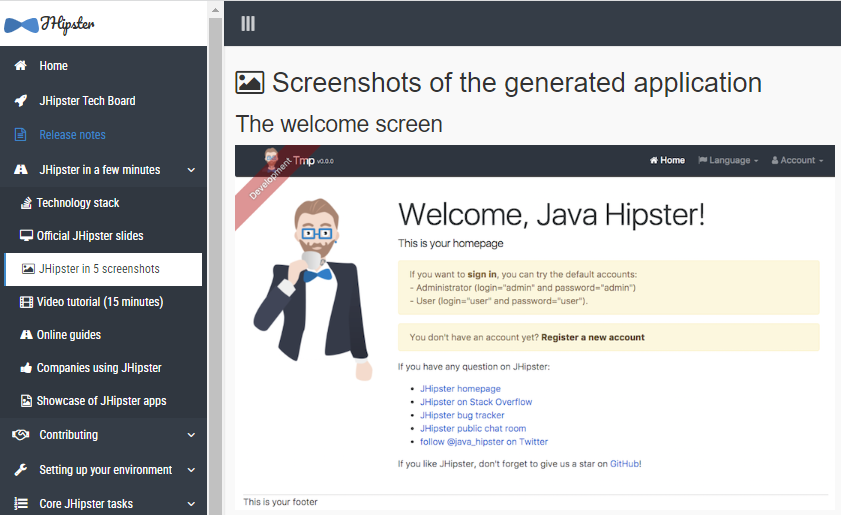 JHipster
Home
JHipster Tech Board
Release notes
JHipster in a few minutes
Technology stack
Official JHipster slides
JHipster in 5 screenshots
Video tutorial (15 minutes)
Online guides
Companies using JHipster
Showcase of JHipster apps
Contributing
Setting up your environment
Core JHipster tasks
Screenshots of the generated application
The welcome screen
Development
Tmp v0.0.0
Home Language Account
Welcome, Java Hipster!
This is your homepage
If you want to sign in, you can try the default accounts:
- Administrator (login="admin" and password="admin")
- User (login="user" and password="user").
You don't have an account yet? Register a new account
If you have any question on JHipster:
• JHipster homepage
• JHipster on Stack Overflow
• JHipster bug tracker
• JHipster public chat room
• follow @java_hipster on Twitter
If you like JHipster, don't forget to give us a star on GitHub!
This is your footer